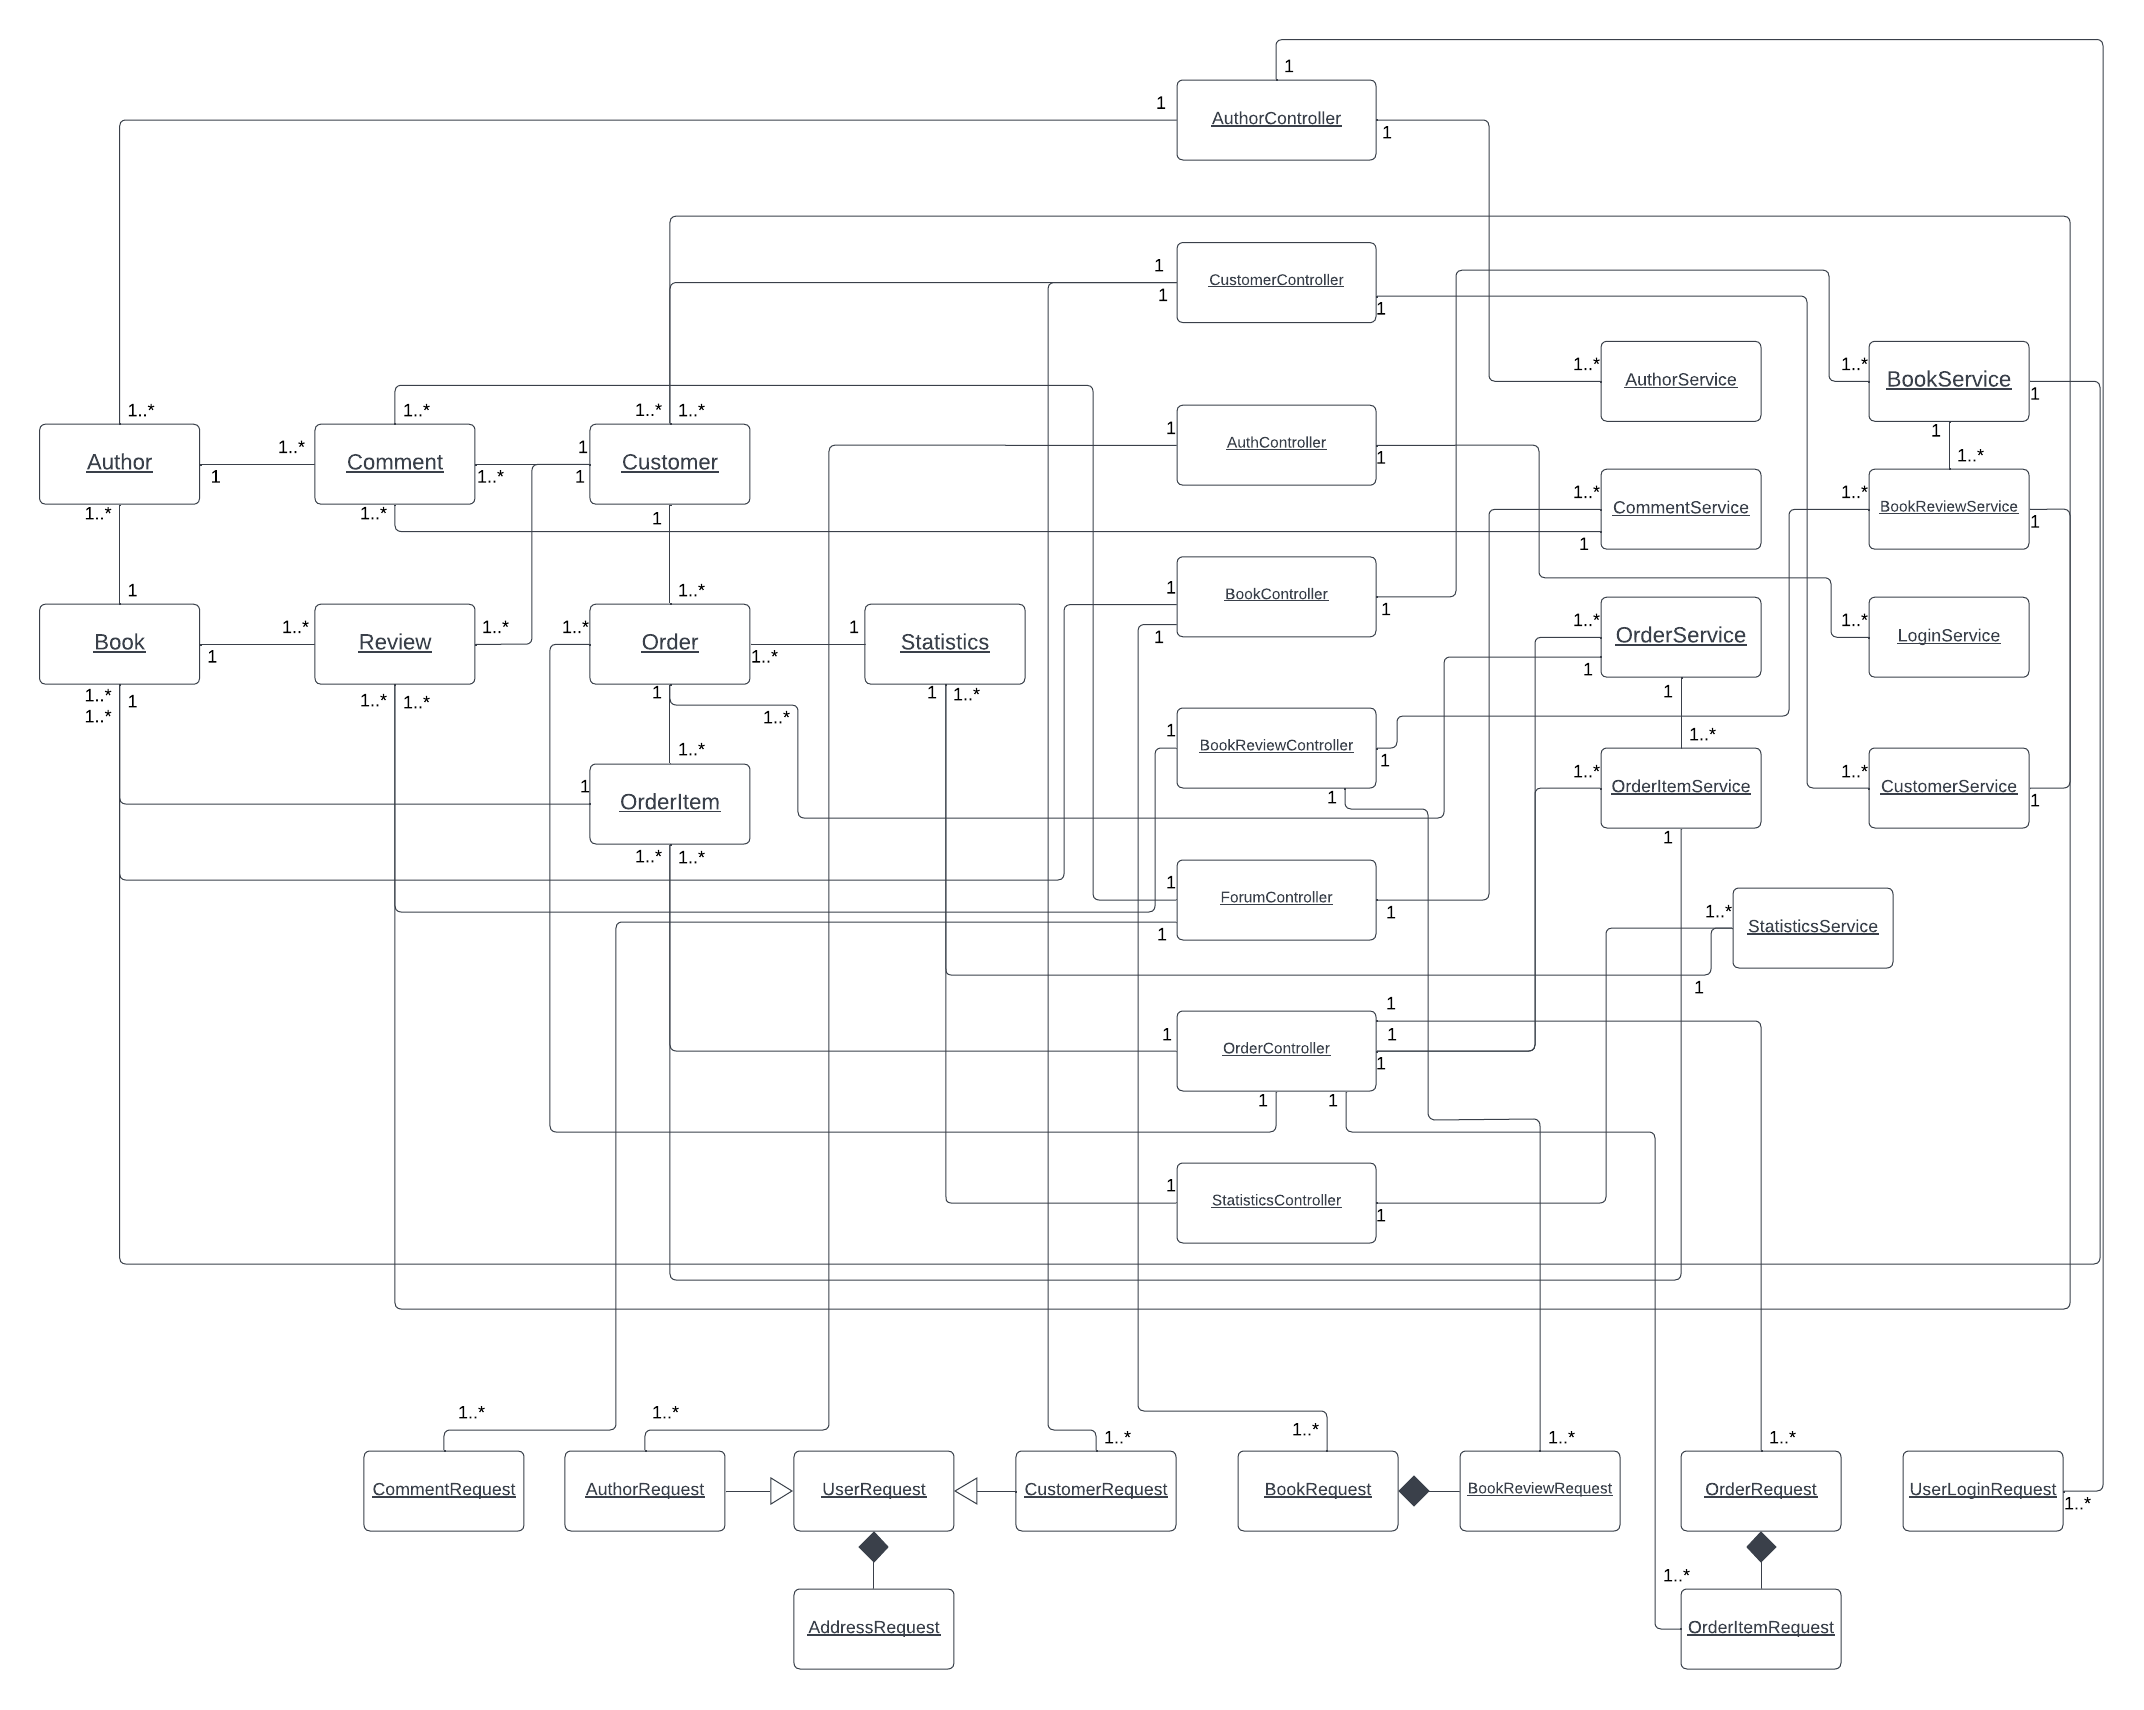 1
1
AuthorController
1
1
CustomerController
1
1
1..*
AuthorService
1..*
BookService
1
1..*
1..*
1..*
1..*
1
AuthController
1
1
1..*
Author
1..*
Comment
1
Customer
1
1..*
1
1..*
1..*
1
1..*
CommentService
1..*
BookReviewService
1
1
1
1..*
1
BookController
1
1
1..*
1..*
1..*
1
1..*
OrderService
1
1..*
LoginService
Book
1
Review
Order
1..*
Statistics
1..*
1..*
1
1..*
1..*
1
1
1..*
1..*
1
1..*
1
BookReviewController
1
1
1..*
1
OrderItem
1..*
OrderItemService
1
1..*
CustomerService
1
1..*
1..*
1
ForumController
1
1
1..*
StatisticsService
1
1
1
OrderController
1
1
1
1
1
StatisticsController
1
1..*
1..*
1..*
1..*
1..*
1..*
CommentRequest
AuthorRequest
UserRequest
CustomerRequest
BookRequest
BookReviewRequest
OrderRequest
UserLoginRequest
1..*
1..*
AddressRequest
OrderItemRequest